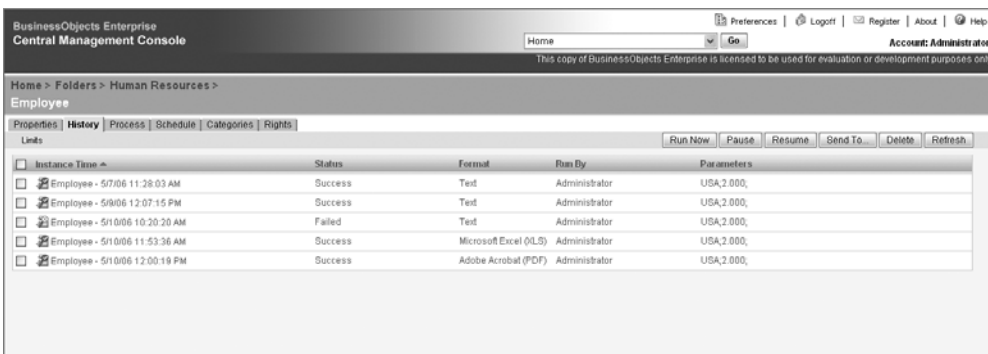 BusinessObjects Enterprise
Central Management Console
Preferences | Logoff | Register | About | Help
Home Go
Account: Administrator
This copy of BusinessObjects Enterprise is licensed to be used for evaluation or development purposes onl
Home > Folders > Human Resources >
Employee
Properties | History | Process | Schedule | Categories | Rights |
Limits Run Now Pause Resume Send To... Delete Refresh
Instance Time Status Format Run By Parameters
Employee - 5/7/06 11:28:03 AM Success Text Administrator USA;2.000;
Employee - 5/9/06 12:07:15 PM Success Text Administrator USA;2.000;
Employee - 5/10/06 10:20:20 AM Failed Text Administrator USA;2.000;
Employee - 5/10/06 11:53:36 AM Success Microsoft Excel (XLS) Administrator USA;2.000;
Employee - 5/10/06 12:00:19 PM Success Adobe Acrobat (PDF) Administrator USA;2.000;